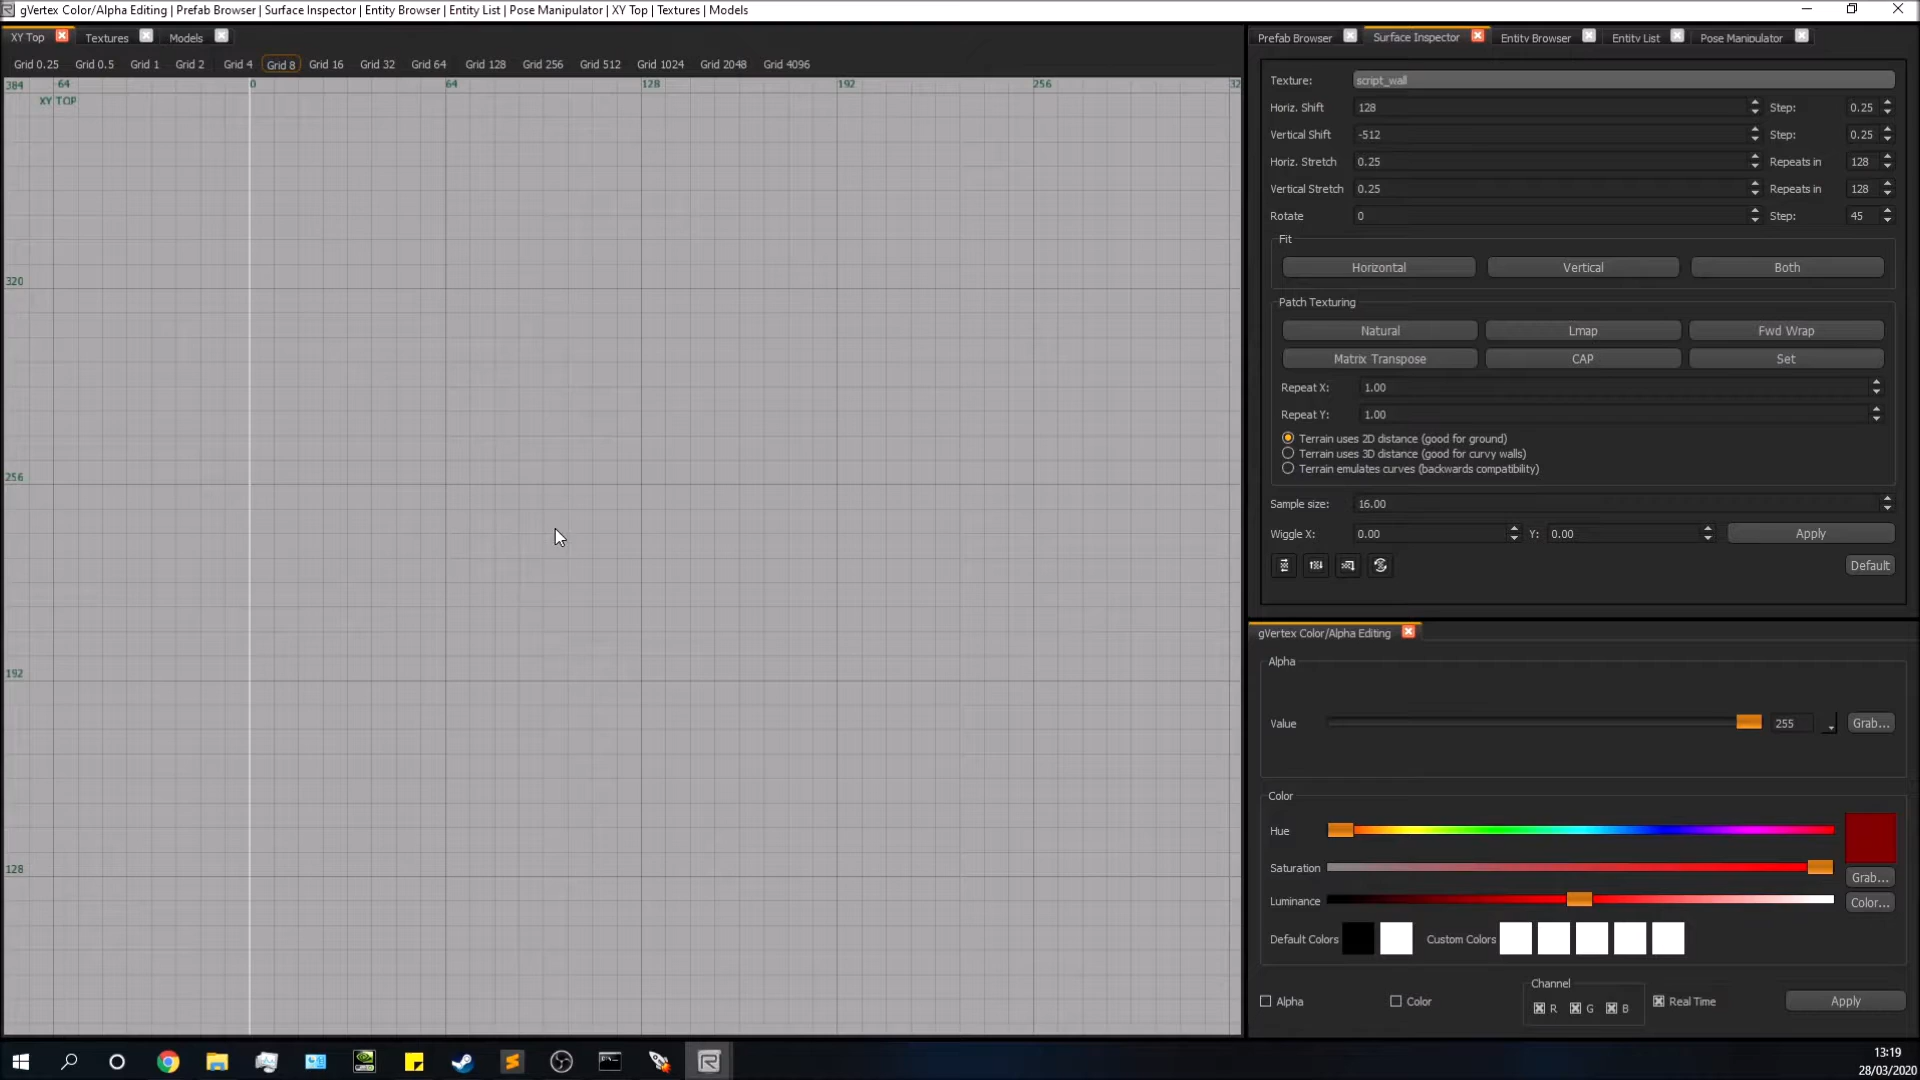 gVertex Color/Alpha Editing | Prefab Browser | Surface Inspector | Entity Browser | Entity List | Pose Manipulator | XY Top | Textures | Models
XY Top Textures Models
Prefab Browser Surface Inspector Entity Browser Entity List Pose Manipulator
Grid 0.25 Grid 0.5 Grid 1 Grid 2 Grid 4 Grid 8 Grid 16 Grid 32 Grid 64 Grid 128 Grid 256 Grid 512 Grid 1024 Grid 2048 Grid 4096
384 -64 0 64 128 192 256 32
XY TOP
320
256
192
128
Texture: script_wall
Horiz. Shift 128 Step: 0.25
Vertical Shift -512 Step: 0.25
Horiz. Stretch 0.25 Repeats in 128
Vertical Stretch 0.25 Repeats in 128
Rotate 0 Step: 45
Fit
Horizontal Vertical Both
Patch Texturing
Natural Lmap Fwd Wrap
Matrix Transpose CAP Set
Repeat X: 1.00
Repeat Y: 1.00
Terrain uses 2D distance (good for ground)
Terrain uses 3D distance (good for curvy walls)
Terrain emulates curves (backwards compatibility)
Sample size: 16.00
Wiggle X: 0.00 Y: 0.00 Apply
Default
gVertex Color/Alpha Editing
Alpha
Value 255 Grab...
Color
Hue
Saturation Grab...
Luminance Color...
Default Colors Custom Colors
Channel
Alpha Color R G B Real Time Apply
13:19
28/03/2020